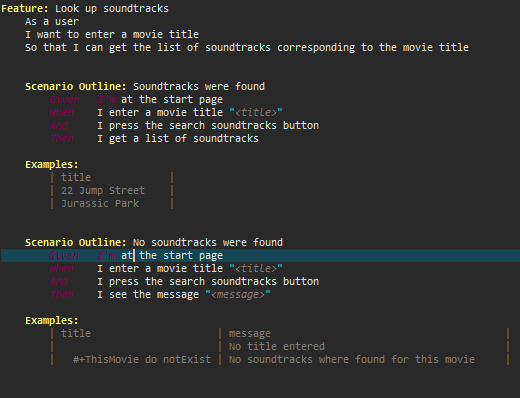 Feature: Look up soundtracks
As a user
I want to enter a movie title
So that I can get the list of soundtracks corresponding to the movie title
Scenario Outline: Soundtracks were found
Given I'm at the start page
When I enter a movie title "<title>"
And I press the search soundtracks button
Then I get a list of soundtracks
Examples:
| title |
| 22 Jump Street |
| Jurassic Park |
Scenario Outline: No soundtracks were found
Given I'm at the start page
When I enter a movie title "<title>"
And I press the search soundtracks button
Then I see the message "<message>"
Examples:
| title | message |
| | No title entered |
| #+ThisMovie do notExist | No soundtracks where found for this movie |